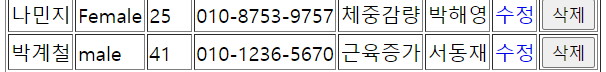 나민지 Female 25 010-8753-9757 체중감량 박해영 수정 삭제
박계철 male 41 010-1236-5670 근육증가 서동재 수정 삭제